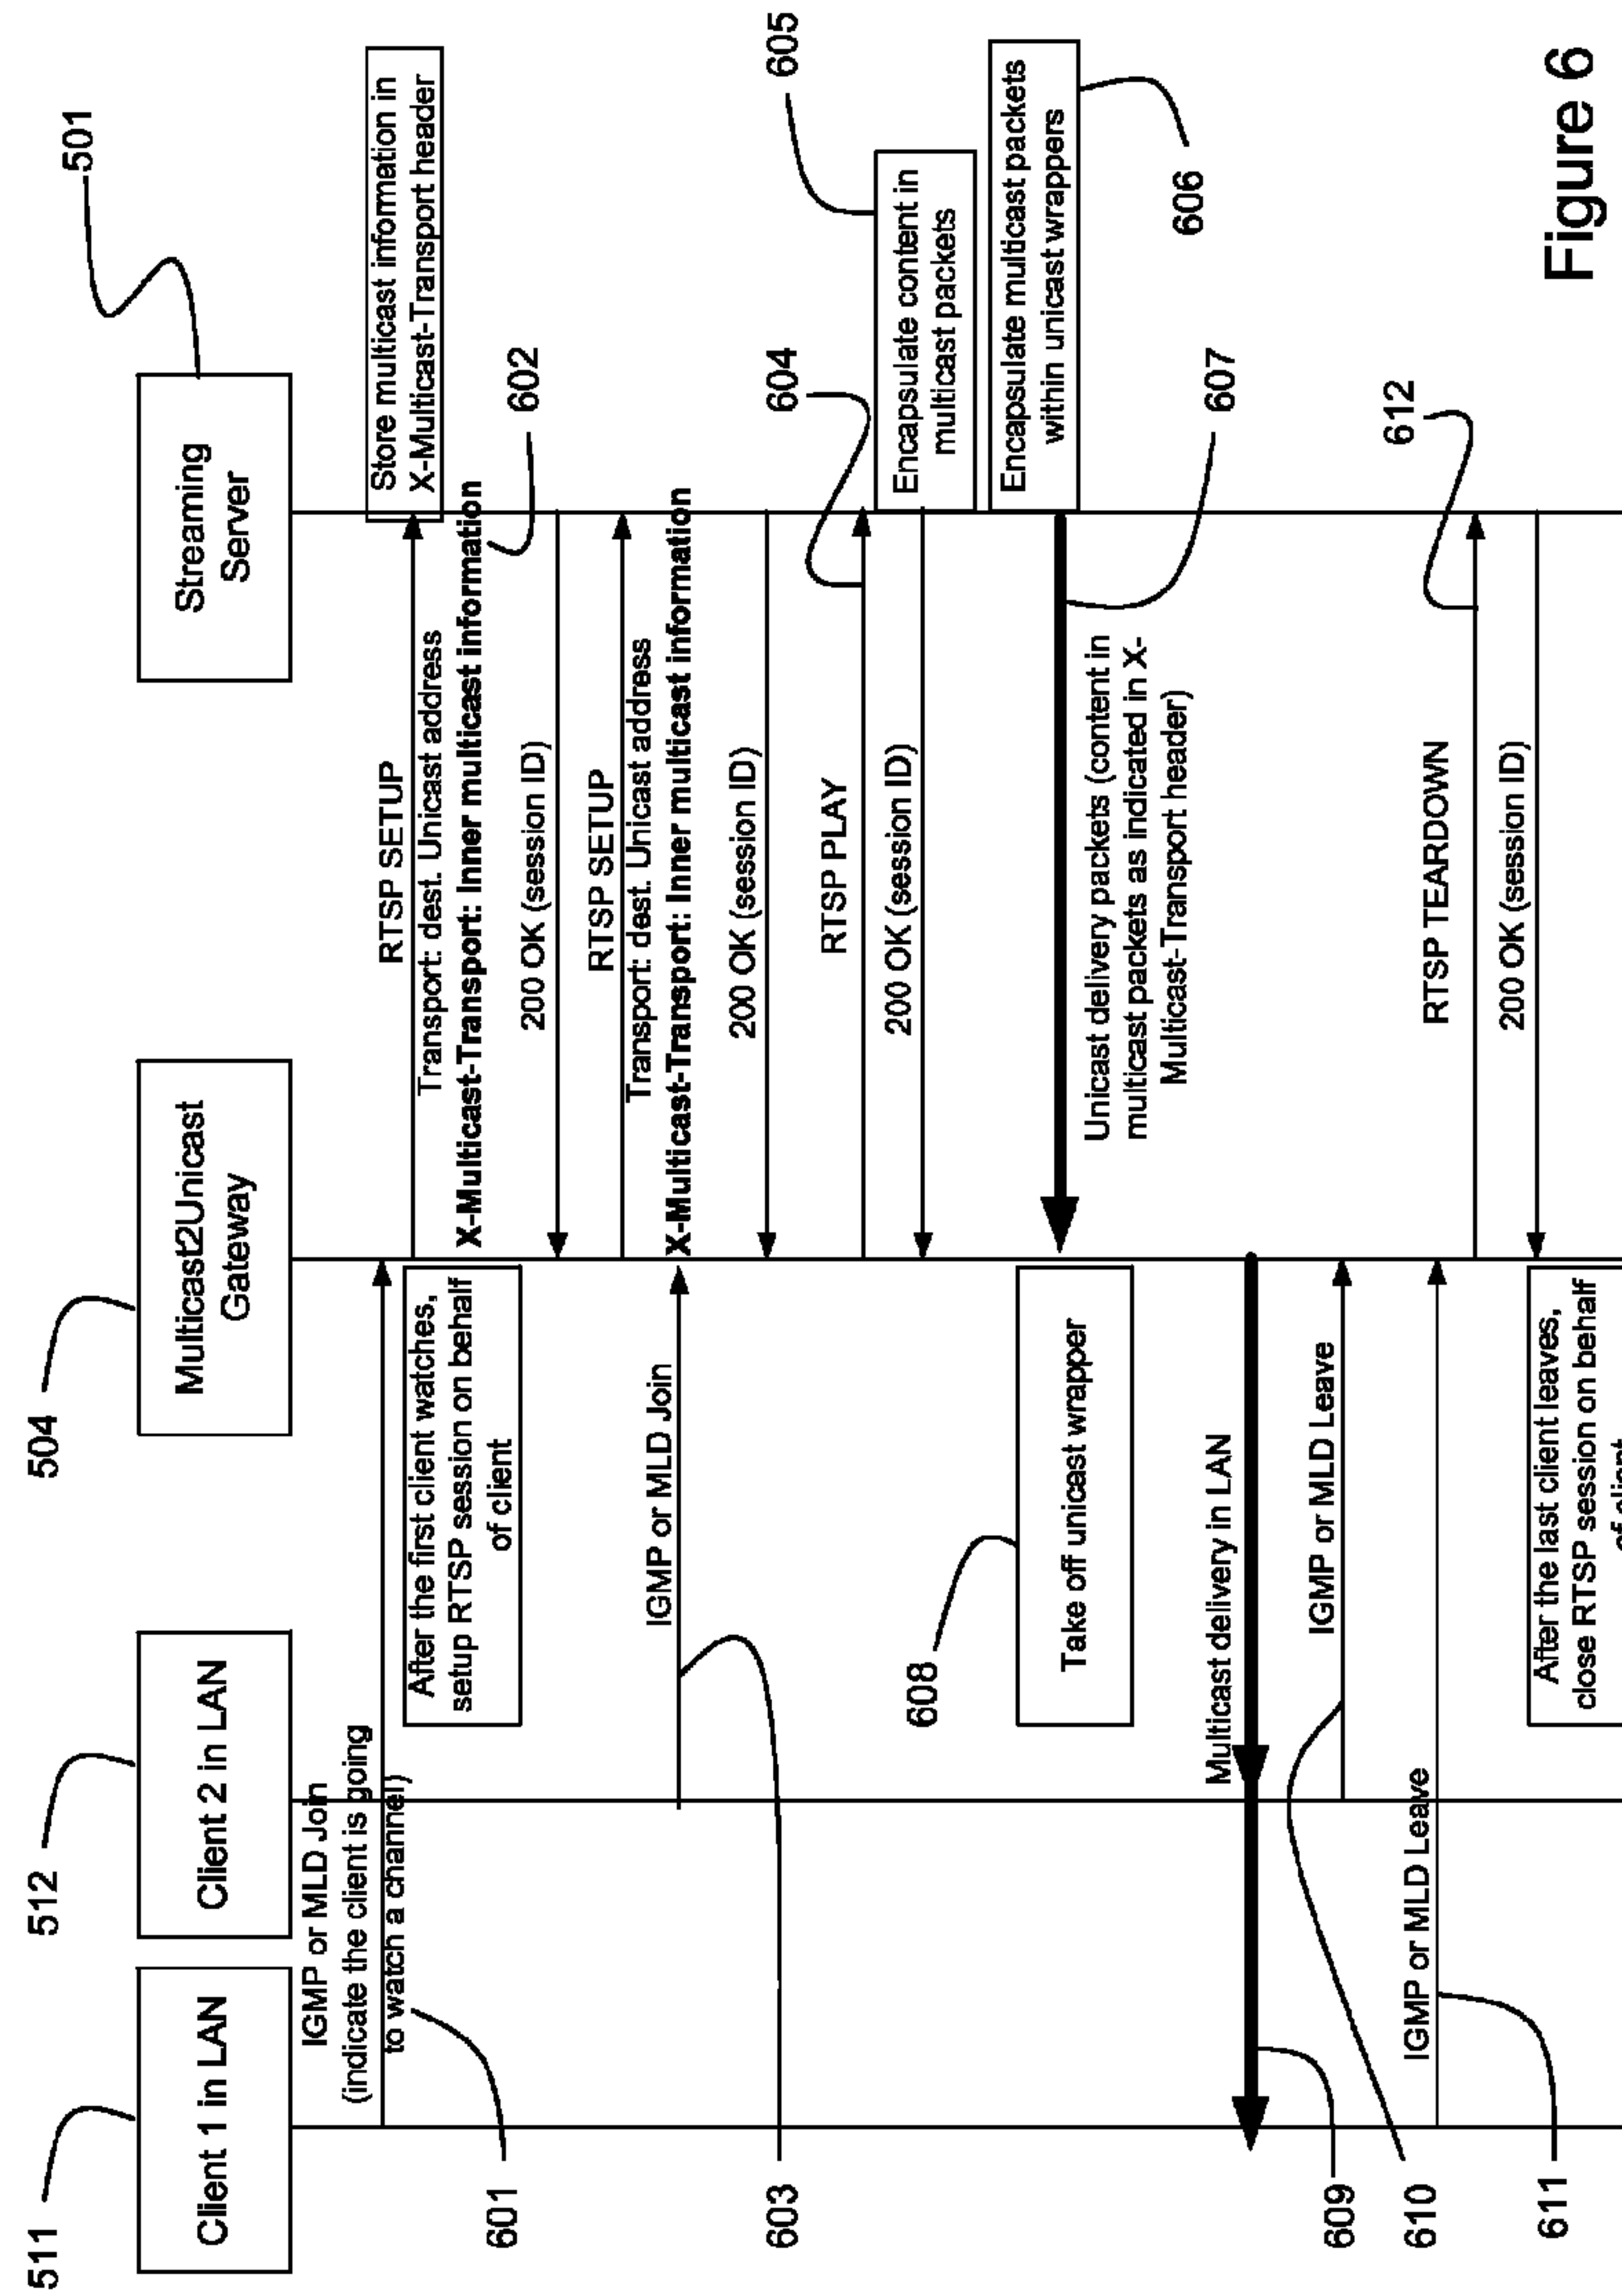 511
Client 1 in LAN
512
Client 2 in LAN
504
Multicast2Unicast
Gateway
501
Streaming
Server
IGMP or MLD Join
(indicate the client is going
to watch a channel)
601
After the first client watches,
setup RTSP session on behalf
of client
RTSP SETUP
Transport: dest. Unicast address
X-Multicast-Transport: Inner multicast information
602
Store multicast information in
X-Multicast-Transport header
200 OK (session ID)
RTSP SETUP
Transport: dest. Unicast address
X-Multicast-Transport: Inner multicast information
IGMP or MLD Join
603
200 OK (session ID)
RTSP PLAY
604
605
Encapsulate content in
multicast packets
200 OK (session ID)
Encapsulate multicast packets
within unicast wrappers
606
607
Unicast delivery packets (content in
multicast packets as indicated in X-
Multicast-Transport header)
608
Take off unicast wrapper
Multicast delivery in LAN
609
IGMP or MLD Leave
610
IGMP or MLD Leave
611
RTSP TEARDOWN
612
200 OK (session ID)
After the last client leaves,
close RTSP session on behalf
of client
Figure 6